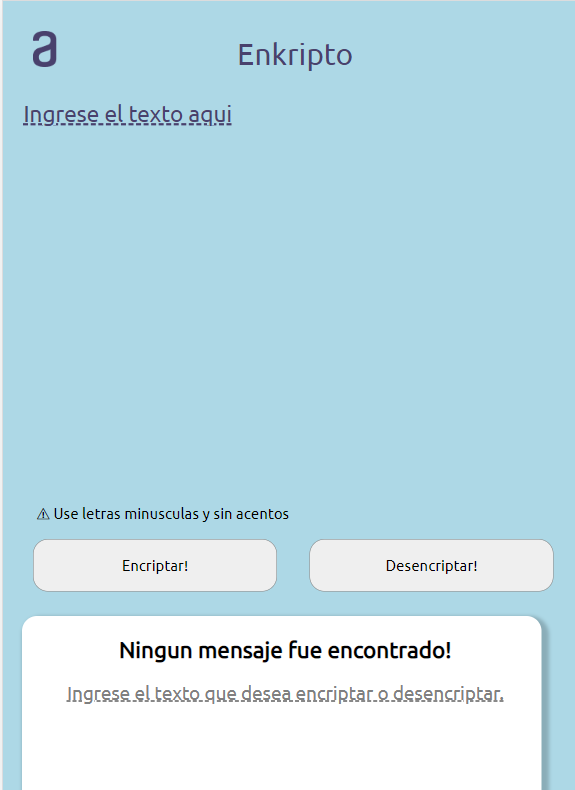 a
Enkripto
Ingrese el texto aqui
⚠ Use letras minusculas y sin acentos
Encriptar!
Desencriptar!
Ningun mensaje fue encontrado!
Ingrese el texto que desea encriptar o desencriptar.